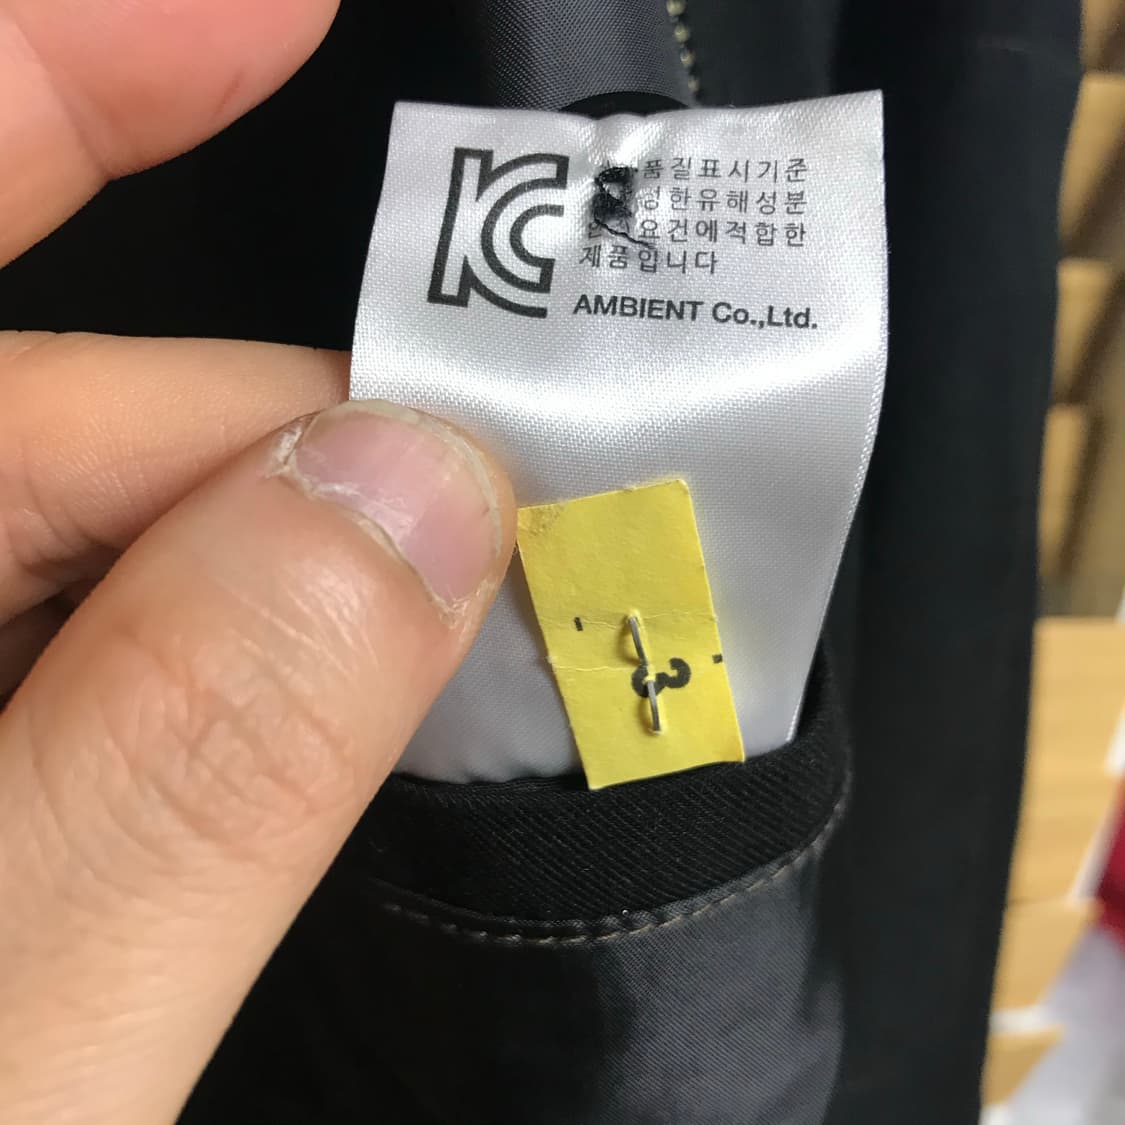 KC
품질표시기준
한유해성분
요건에적합한
제품입니다
AMBIENT Co.,Ltd.
3